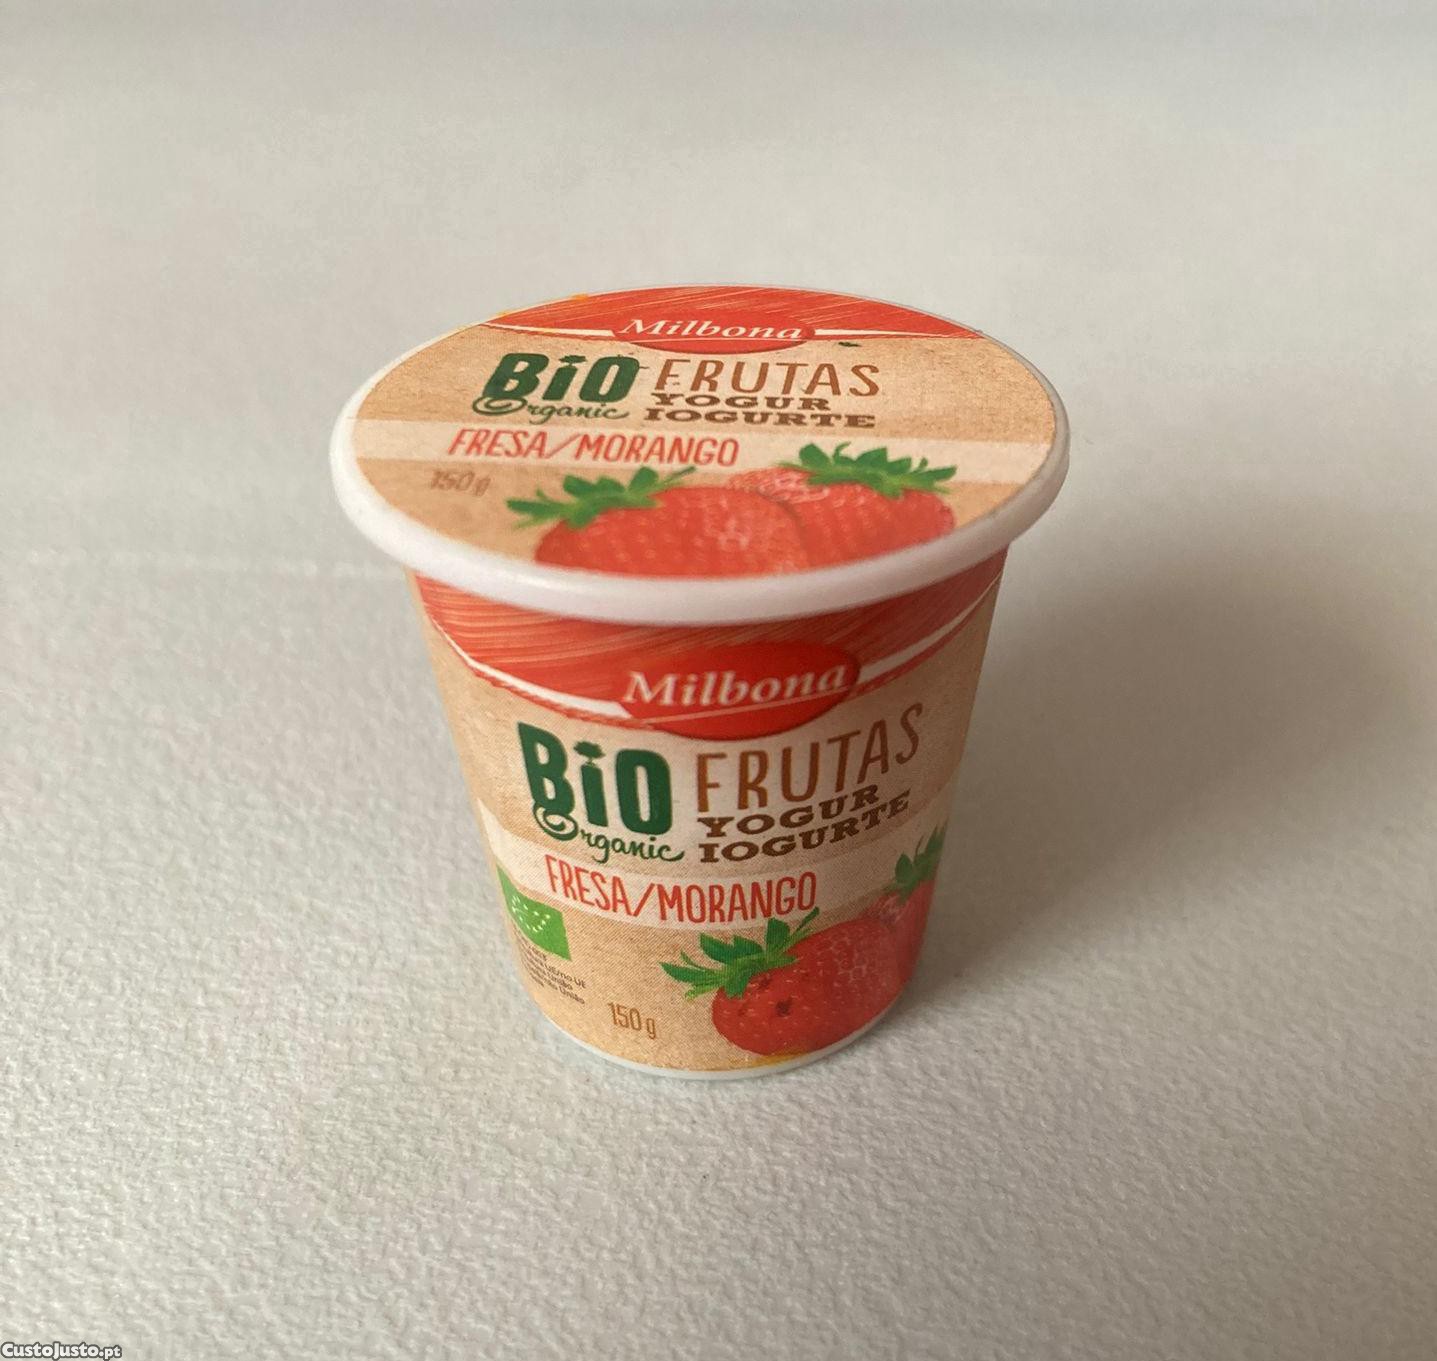 Milbona
BiO FRUTAS
Organic YOGUR
IOGURTE
FRESA/MORANGO
150 g
Milbona
BiO FRUTAS
Organic YOGUR
IOGURTE
FRESA/MORANGO
150 g
CustoJusto.pt